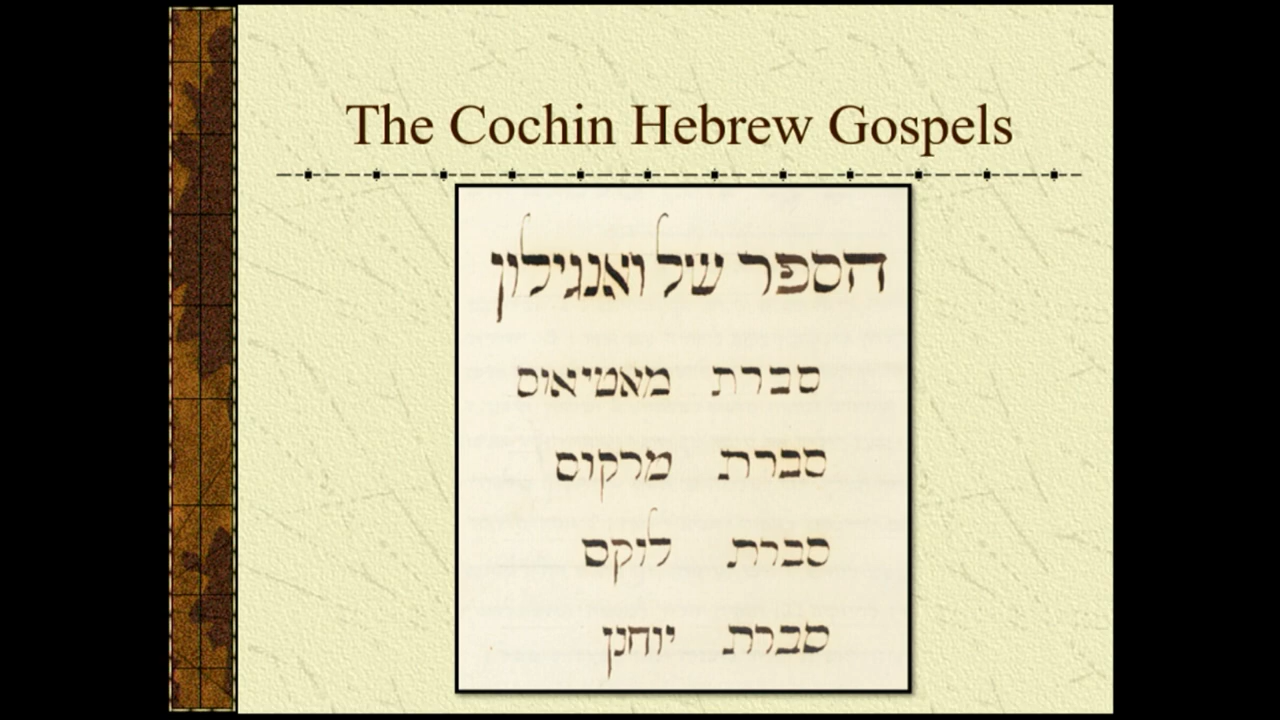 The Cochin Hebrew Gospels
הספר של ואנגילון
סברת מאטיאוס
סברת מרקוס
סברת לוקס
סברת יוחנן